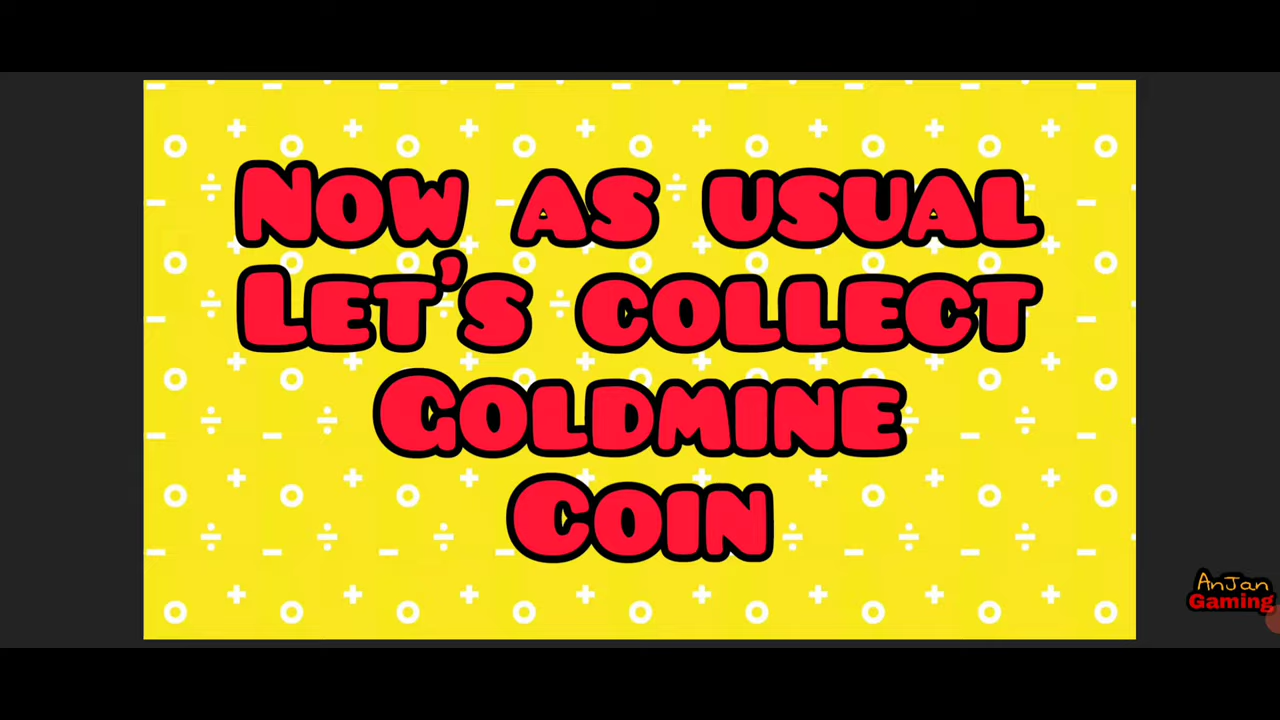 Now as usual
Let's collect
Goldmine
Coin
AnJan
Gaming